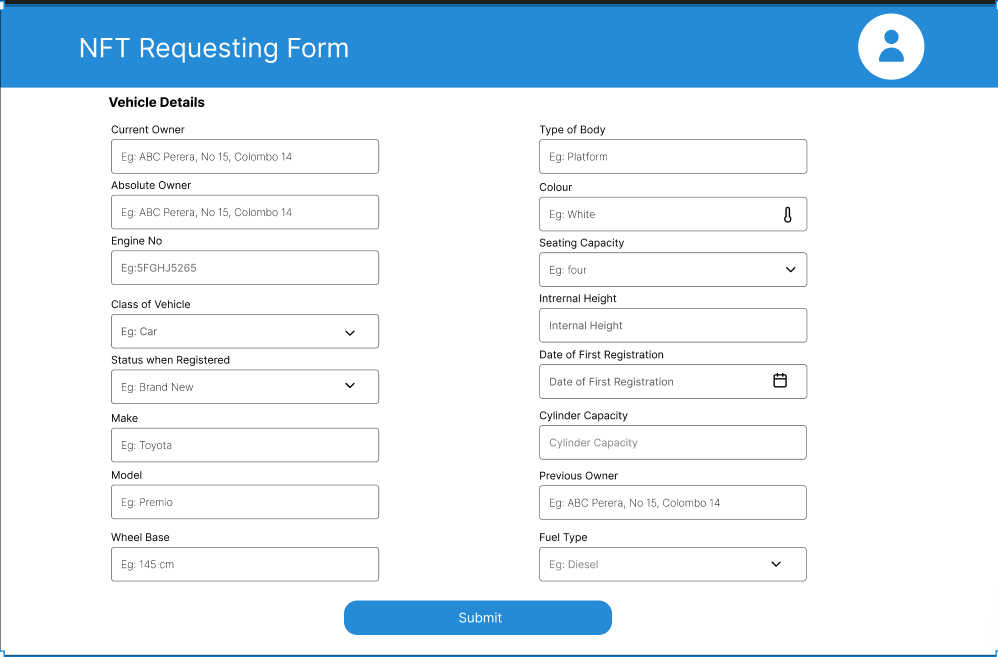 NFT Requesting Form
Vehicle Details
Current Owner
Eg: ABC Perera, No 15, Colombo 14
Absolute Owner
Eg: ABC Perera, No 15, Colombo 14
Engine No
Eg:5FGHJ5265
Class of Vehicle
Eg: Car
Status when Registered
Eg: Brand New
Make
Eg: Toyota
Model
Eg: Premio
Wheel Base
Eg: 145 cm
Type of Body
Eg: Platform
Colour
Eg: White
Seating Capacity
Eg: four
Intrernal Height
Internal Height
Date of First Registration
Date of First Registration
Cylinder Capacity
Cylinder Capacity
Previous Owner
Eg: ABC Perera, No 15, Colombo 14
Fuel Type
Eg: Diesel
Submit